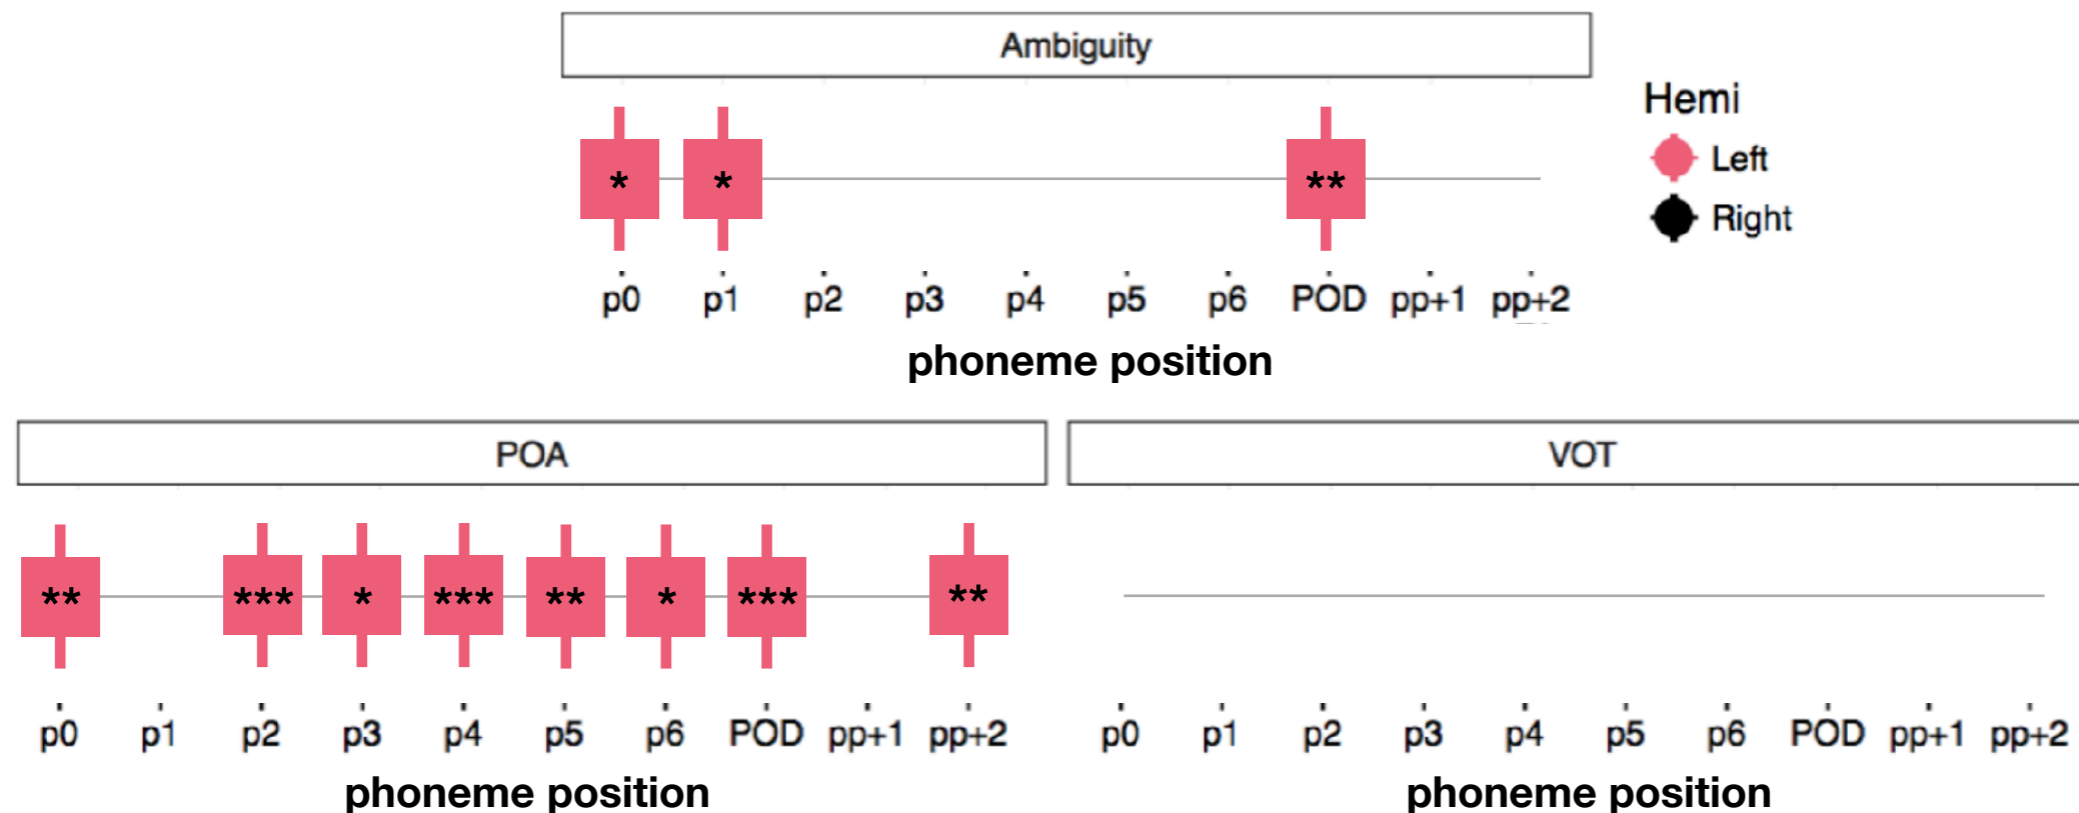 Ambiguity
Hemi
Left
Right
* * **
p0 p1 p2 p3 p4 p5 p6 POD pp+1 pp+2
phoneme position
POA VOT
** *** * *** ** * *** **
p0 p1 p2 p3 p4 p5 p6 POD pp+1 pp+2
p0 p1 p2 p3 p4 p5 p6 POD pp+1 pp+2
phoneme position phoneme position